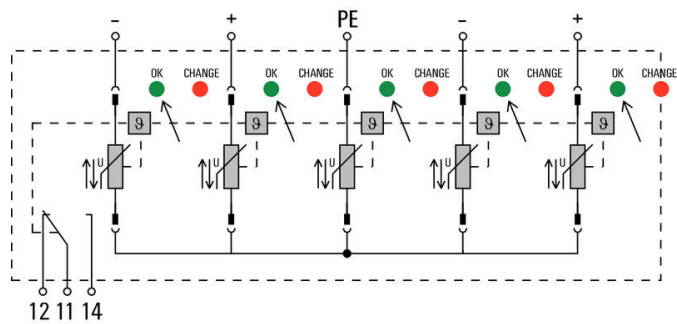 - + PE - +
OK CHANGE OK CHANGE OK CHANGE OK CHANGE OK CHANGE
ϑ ϑ ϑ ϑ ϑ
U U U U U
12 11 14